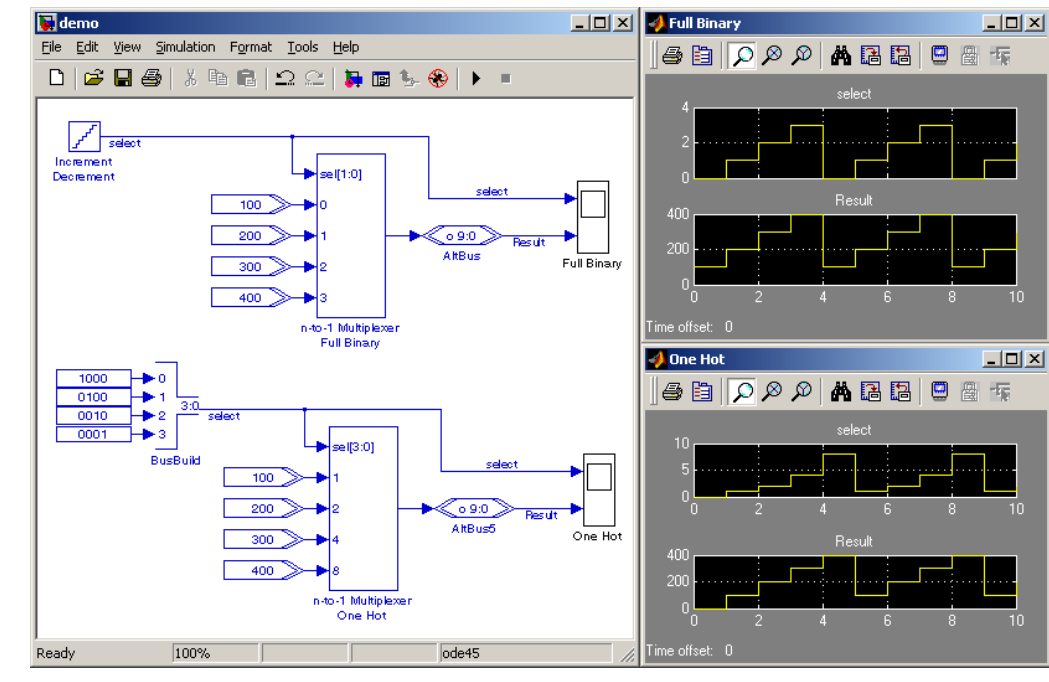 demo
File Edit View Simulation Format Tools Help
select
Increment
Decrement
sel[1:0]
100 0
200 1
300 2
400 3
o 9:0
AltBus
select
Result
Full Binary
n-to-1 Multiplexer
Full Binary
1000 0
0100 1
0010 2
0001 3
3:0
select
BusBuild
sel[3:0]
100 1
200 2
300 4
400 8
o 9:0
AltBus5
select
Result
One Hot
n-to-1 Multiplexer
One Hot
Ready 100% ode45
Full Binary
select
4
2
0
Result
400
200
0
0 2 4 6 8 10
Time offset: 0
One Hot
select
10
5
0
0 2 4 6 8 10
Result
400
200
0
0 2 4 6 8 10
Time offset: 0